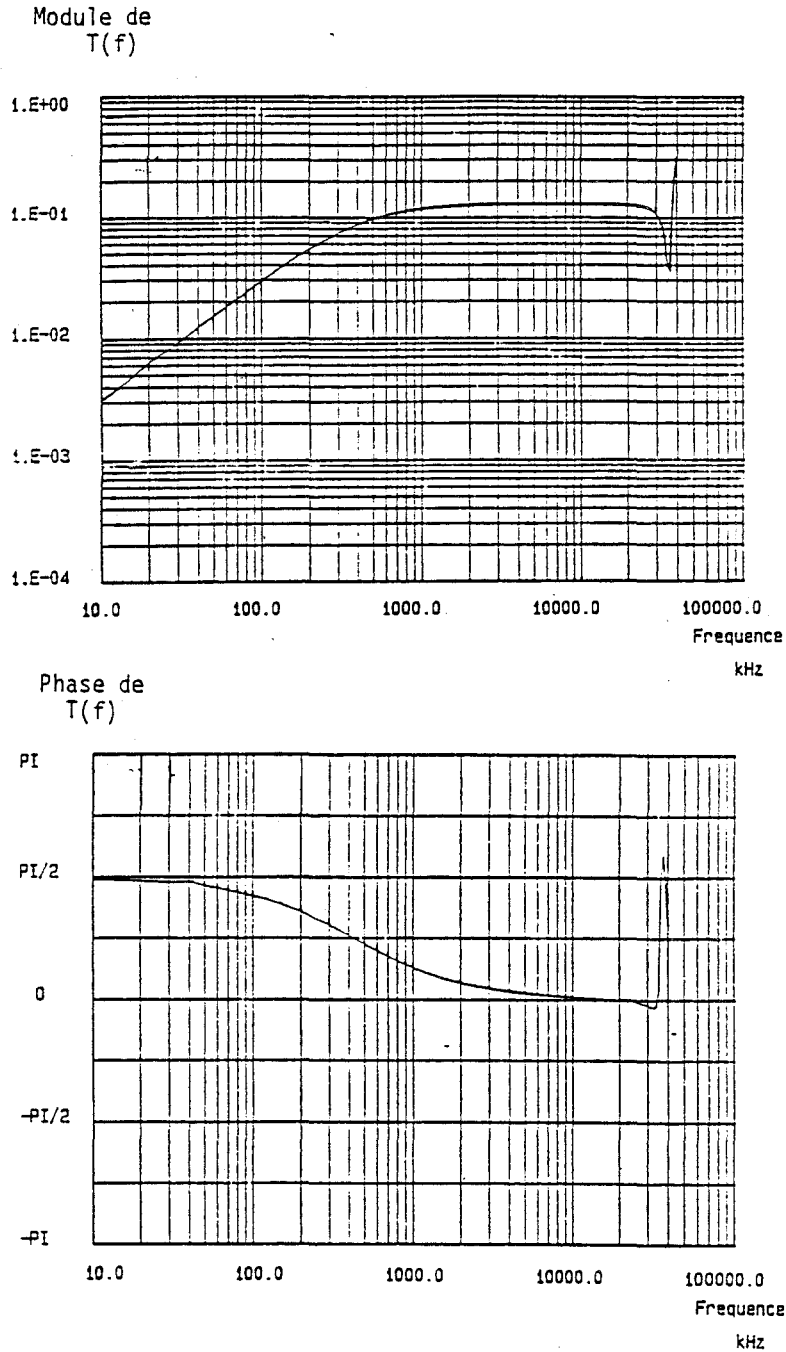 Module de
T(f)
1.E+00
1.E-01
1.E-02
1.E-03
1.E-04
10.0 100.0 1000.0 10000.0 100000.0
Frequence
kHz
Phase de
T(f)
PI
PI/2
0
-PI/2
-PI
10.0 100.0 1000.0 10000.0 100000.0
Frequence
kHz